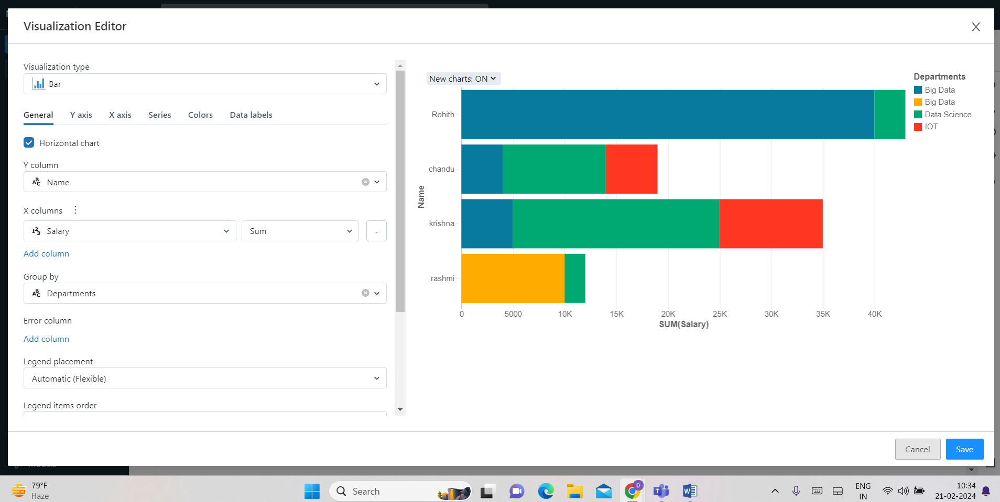 Visualization Editor
Visualization type
Bar
General Y axis X axis Series Colors Data labels
Horizontal chart
Y column
ABC Name
X columns
123 Salary Sum -
Add column
Group by
ABC Departments
Error column
Add column
Legend placement
Automatic (Flexible)
Legend items order
New charts: ON
Departments
Big Data
Big Data
Data Science
IOT
Name
Rohith
chandu
krishna
rashmi
0 5000 10K 15K 20K 25K 30K 35K 40K
SUM(Salary)
Cancel Save
79°F
Haze
Search
D
T
W
ENG
IN
10:34
21-02-2024